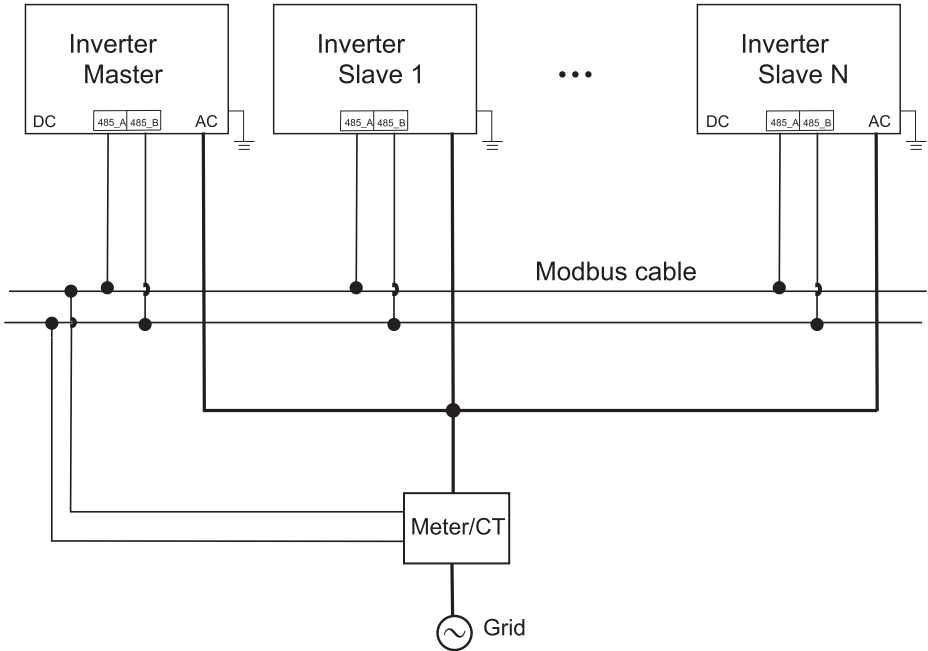 Inverter
Master
DC
485_A
485_B
AC
Inverter
Slave 1
485_A
485_B
•••
Inverter
Slave N
DC
485_A
485_B
AC
Modbus cable
Meter/CT
Grid